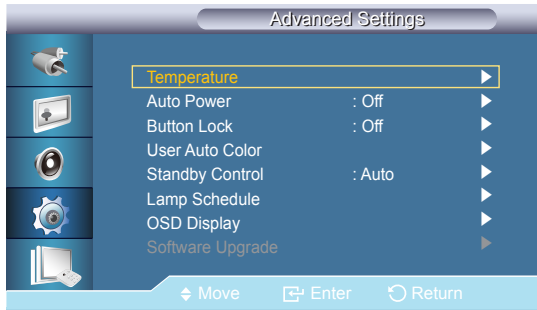 Advanced Settings
Temperature
Auto Power : Off
Button Lock : Off
User Auto Color
Standby Control : Auto
Lamp Schedule
OSD Display
Software Upgrade
Move Enter Return